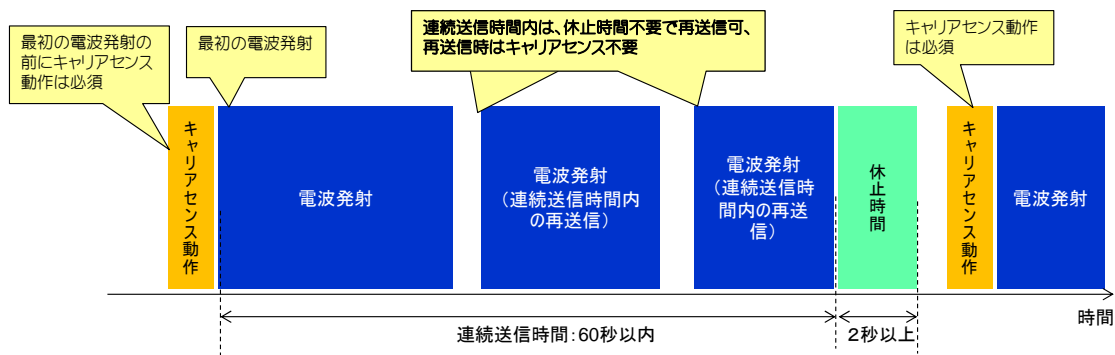 最初の電波発射の
前にキャリアセンス
動作は必須
最初の電波発射
連続送信時間内は、休止時間不要で再送信可、
再送信時はキャリアセンス不要
キャリアセンス動作
は必須
キャリアセンス動作
電波発射
電波発射
(連続送信時間内
の再送信)
電波発射
(連続送信時
間内の再送
信)
休止時間
キャリアセンス動作
電波発射
時間
連続送信時間:60秒以内
2秒以上